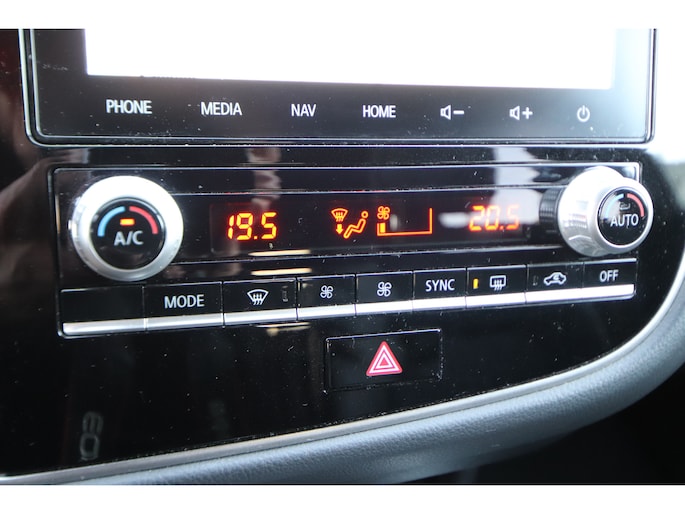 PHONE MEDIA NAV HOME
A/C 19.5 20.5 AUTO
MODE SYNC OFF